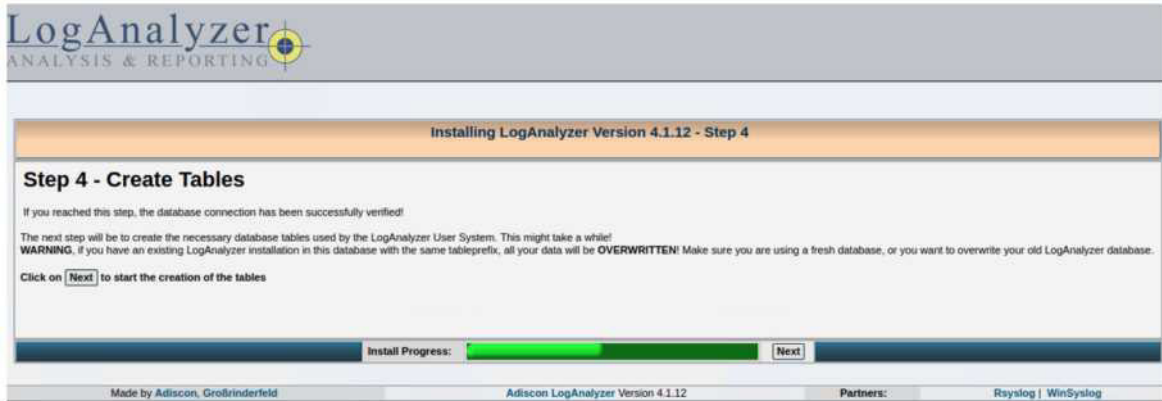 LogAnalyzer
ANALYSIS & REPORTING
Installing LogAnalyzer Version 4.1.12 - Step 4
Step 4 - Create Tables
If you reached this step, the database connection has been successfully verified!
The next step will be to create the necessary database tables used by the LogAnalyzer User System. This might take a while!
WARNING, if you have an existing LogAnalyzer installation in this database with the same tableprefix, all your data will be OVERWRITTEN! Make sure you are using a fresh database, or you want to overwrite your old LogAnalyzer database.
Click on Next to start the creation of the tables
Install Progress: Next
Made by Adiscon, Großrinderfeld Adiscon LogAnalyzer Version 4.1.12 Partners: Rsyslog | WinSyslog